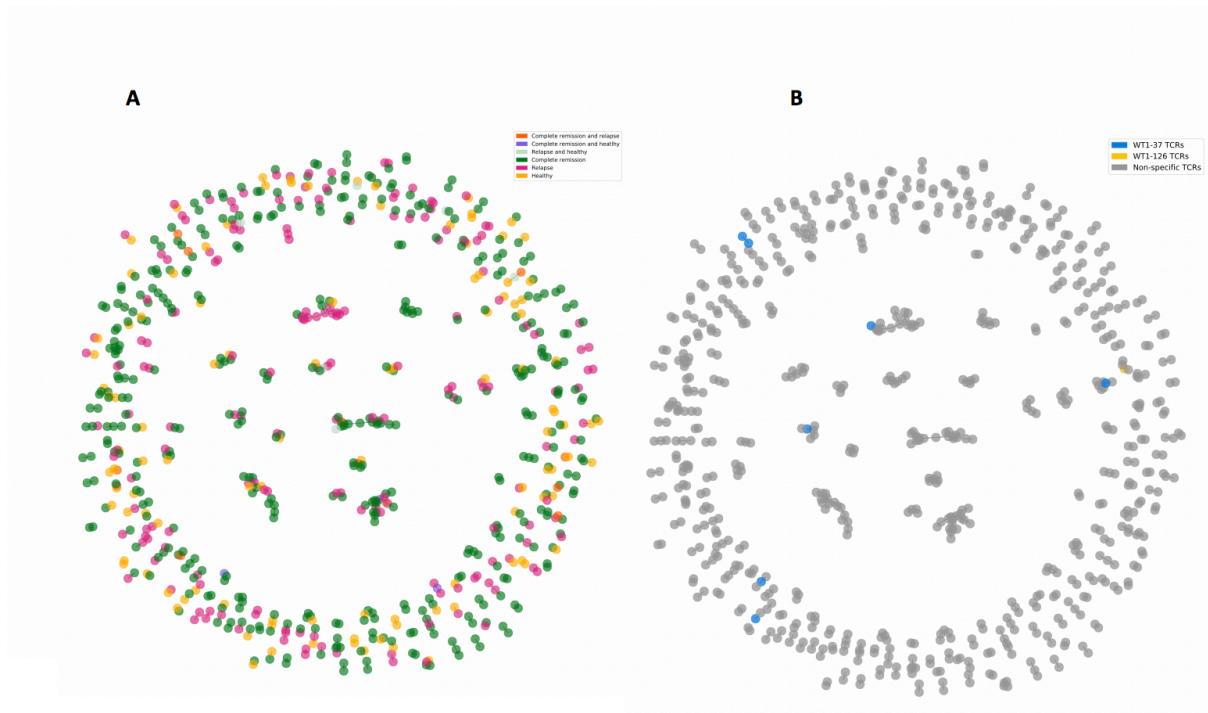 A
B
Complete remission and relapse
Complete remission and healthy
Relapse and healthy
Complete remission
Relapse
Healthy
WT1-37 TCRs
WT1-126 TCRs
Non-specific TCRs